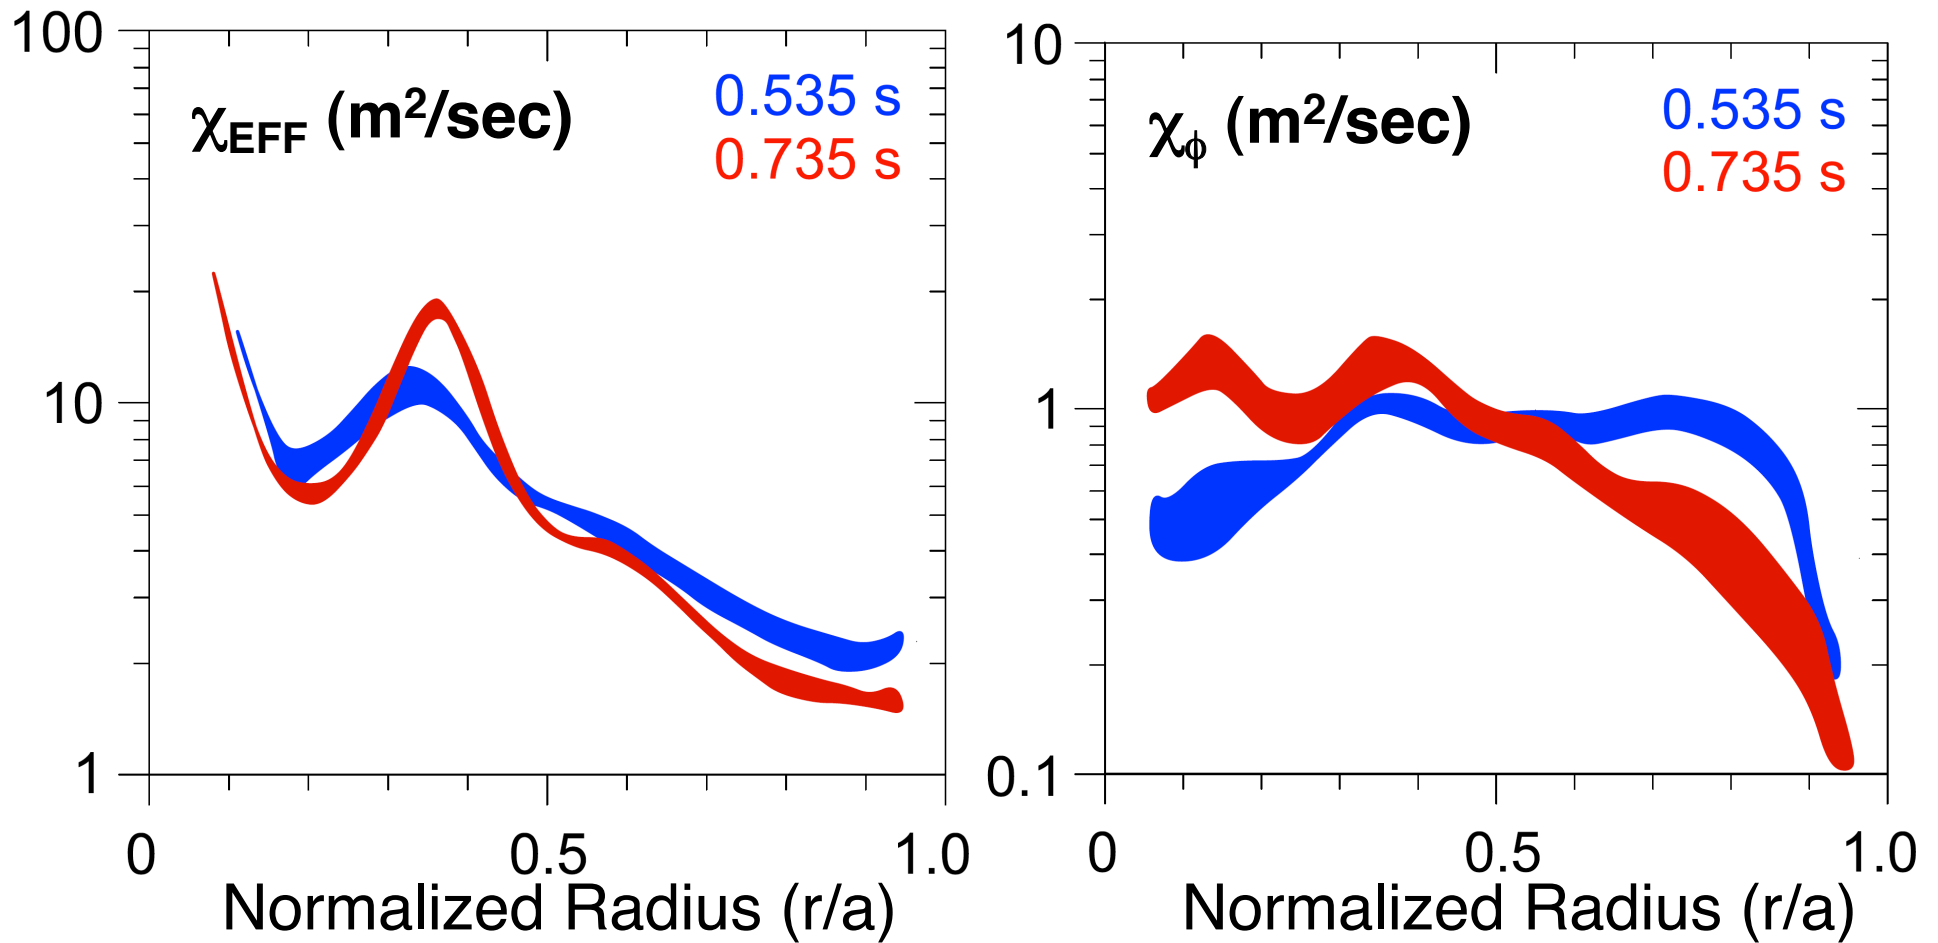 100
10
1
χEFF (m²/sec)
0.535 s
0.735 s
0
0.5
1.0
Normalized Radius (r/a)
10
1
0.1
χϕ (m²/sec)
0.535 s
0.735 s
0
0.5
1.0
Normalized Radius (r/a)